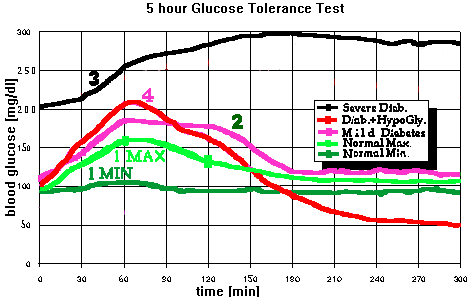 5 hour Glucose Tolerance Test
blood glucose [mg/dl]
300
250
200
150
100
50
0
3
4
2
1 MAX
1 MIN
Severe Diab.
Diab.+HypoGly.
Mild Diabetes
Normal Max.
Normal Min.
0 30 60 90 120 150 180 210 240 270 300
time [min]